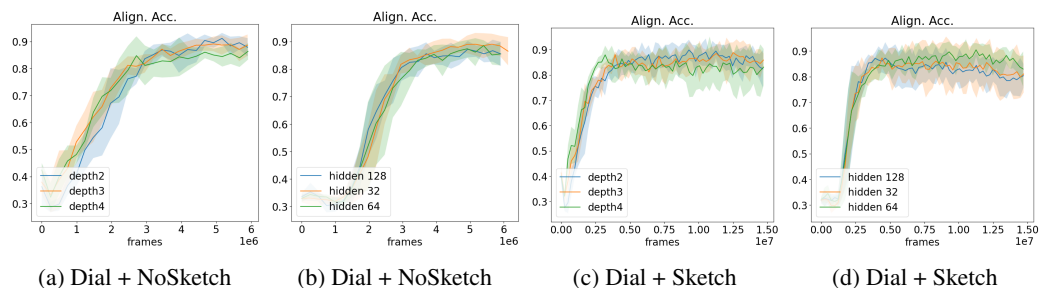 Align. Acc.
0.9
0.8
0.7
0.6
0.5
0.4
0.3
depth2
depth3
depth4
0 1 2 3 4 5 6
1e6
frames
(a) Dial + NoSketch
Align. Acc.
0.9
0.8
0.7
0.6
0.5
0.4
0.3
hidden 128
hidden 32
hidden 64
0 1 2 3 4 5 6
1e6
frames
(b) Dial + NoSketch
Align. Acc.
0.9
0.8
0.7
0.6
0.5
0.4
0.3
depth2
depth3
depth4
0.00 0.25 0.50 0.75 1.00 1.25 1.50
1e7
frames
(c) Dial + Sketch
Align. Acc.
0.9
0.8
0.7
0.6
0.5
0.4
0.3
hidden 128
hidden 32
hidden 64
0.00 0.25 0.50 0.75 1.00 1.25 1.50
1e7
frames
(d) Dial + Sketch